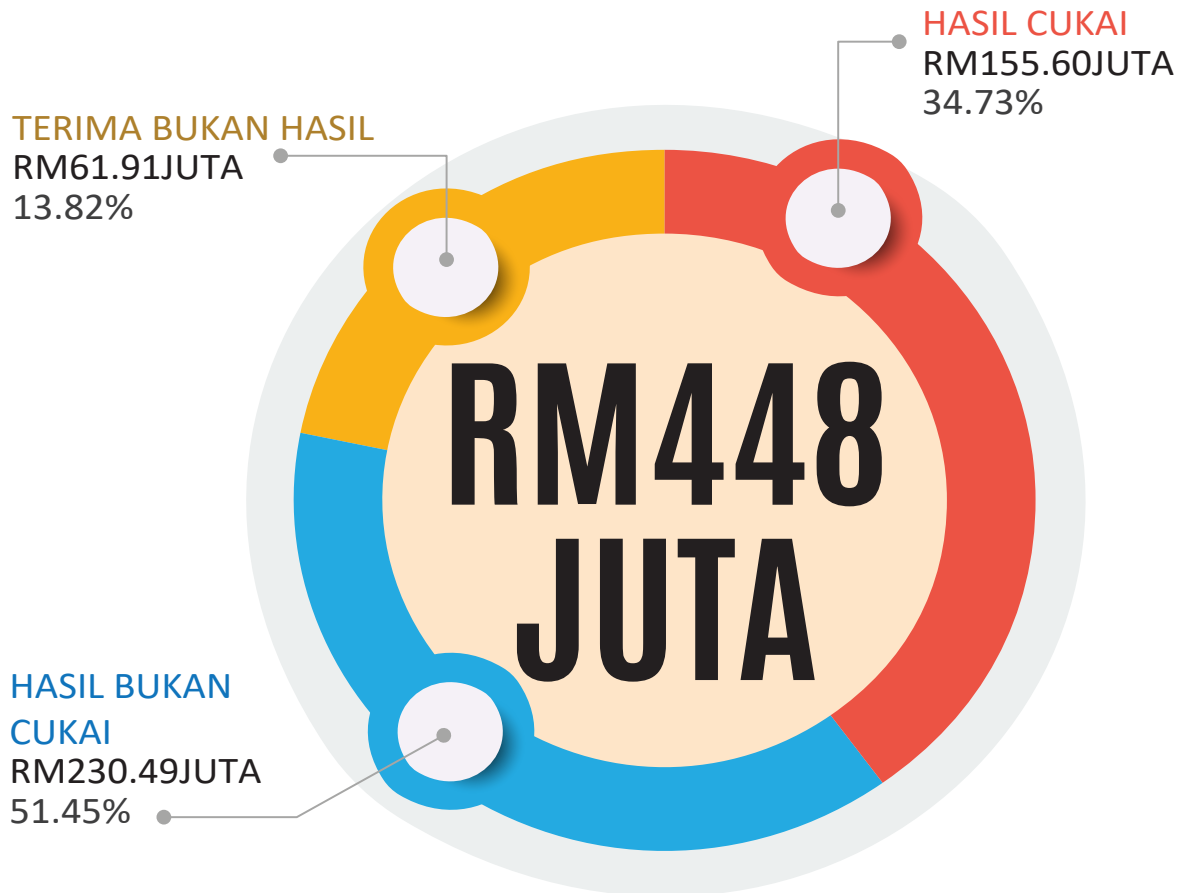 HASIL CUKAI
RM155.60JUTA
34.73%
TERIMA BUKAN HASIL
RM61.91JUTA
13.82%
RM448
JUTA
HASIL BUKAN
CUKAI
RM230.49JUTA
51.45%